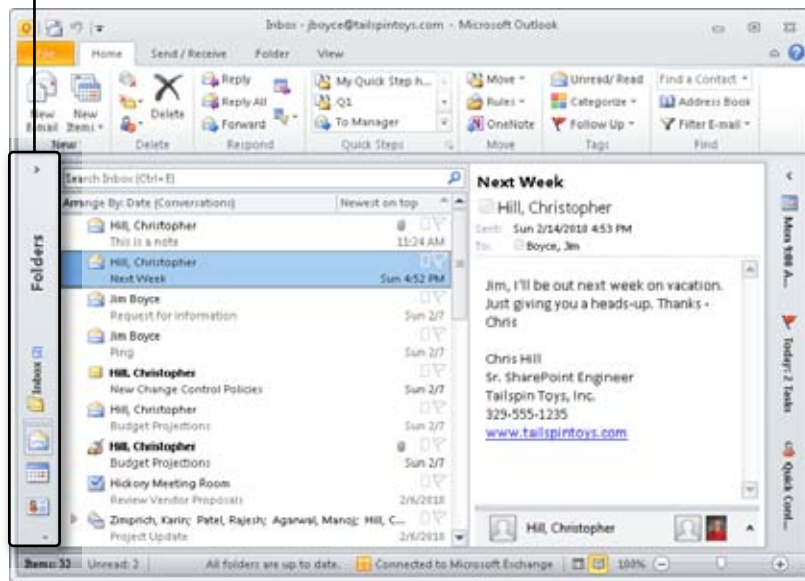 Inbox - jboyce@tailspintoys.com - Microsoft Outlook
File Home Send / Receive Folder View
New E-mail
New Items
Delete
Reply
Reply All
Forward
My Quick Step h...
Q1
To Manager
Move
Rules
OneNote
Unread/ Read
Categorize
Follow Up
Find a Contact
Address Book
Filter E-mail
New Delete Respond Quick Steps Move Tags Find
Folders
Inbox
Search Inbox (Ctrl+E)
Arrange By: Date (Conversations) Newest on top
Hill, Christopher
This is a note 11:24 AM
Hill, Christopher
Next Week Sun 4:52 PM
Jim Boyce
Request for information Sun 2/7
Jim Boyce
Ping Sun 2/7
Hill, Christopher
New Change Control Policies Sun 2/7
Hill, Christopher
Budget Projections Sun 2/7
Hill, Christopher
Budget Projections Sun 2/7
Hickory Meeting Room
Review Vendor Proposals 2/6/2010
Zimprich, Karin; Patel, Rajesh; Agarwal, Manoj; Hill, C...
Project Update 2/6/2010
Next Week
Hill, Christopher
Sent: Sun 2/14/2010 4:53 PM
To: Boyce, Jim
Jim, I'll be out next week on vacation.
Just giving you a heads-up. Thanks -
Chris
Chris Hill
Sr. SharePoint Engineer
Tailspin Toys, Inc.
329-555-1235
www.tailspintoys.com
Hill, Christopher
Mon 9:00 A...
Today: 2 Tasks
Quick Cont...
Items: 32 Unread: 2 All folders are up to date. Connected to Microsoft Exchange 100%